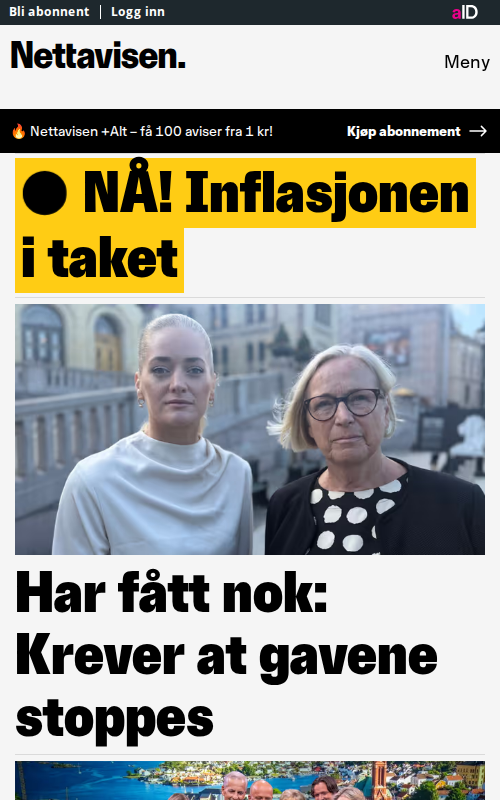 Bli abonnent | Logg inn
aID
Nettavisen.
Meny
🔥 Nettavisen +Alt – få 100 aviser fra 1 kr!
Kjøp abonnement →
● NÅ! Inflasjonen
i taket
Har fått nok:
Krever at gavene
stoppes